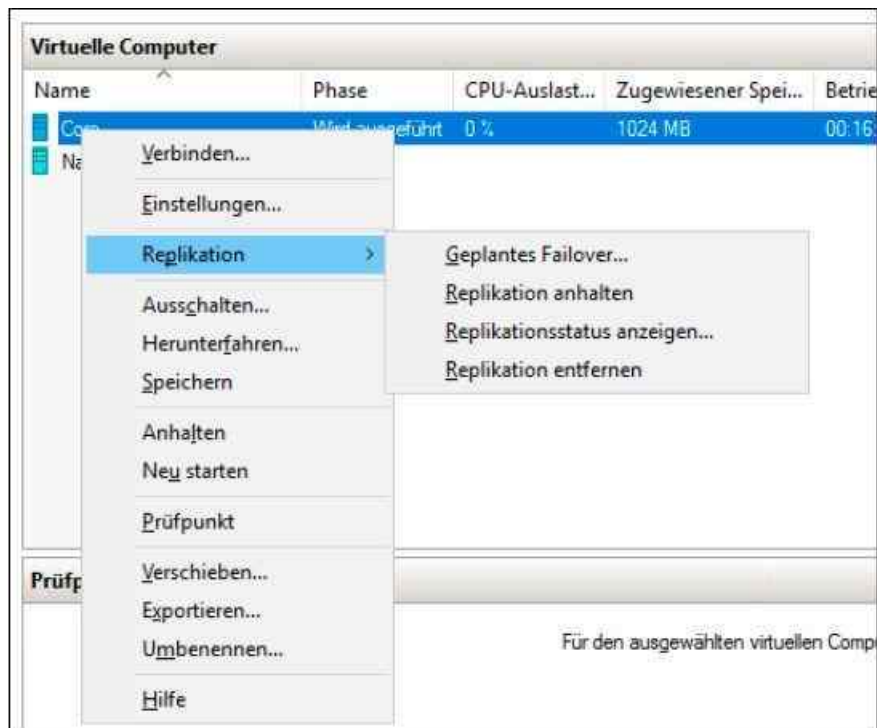 Virtuelle Computer
Name Phase CPU-Auslast... Zugewiesener Spei... Betrie
Wird ausgeführt 0 % 1024 MB 00:16:
Verbinden...
Einstellungen...
Replikation
Geplantes Failover...
Replikation anhalten
Replikationsstatus anzeigen...
Replikation entfernen
Ausschalten...
Herunterfahren...
Speichern
Anhalten
Neu starten
Prüfpunkt
Verschieben...
Exportieren...
Umbenennen...
Hilfe
Für den ausgewählten virtuellen Comp